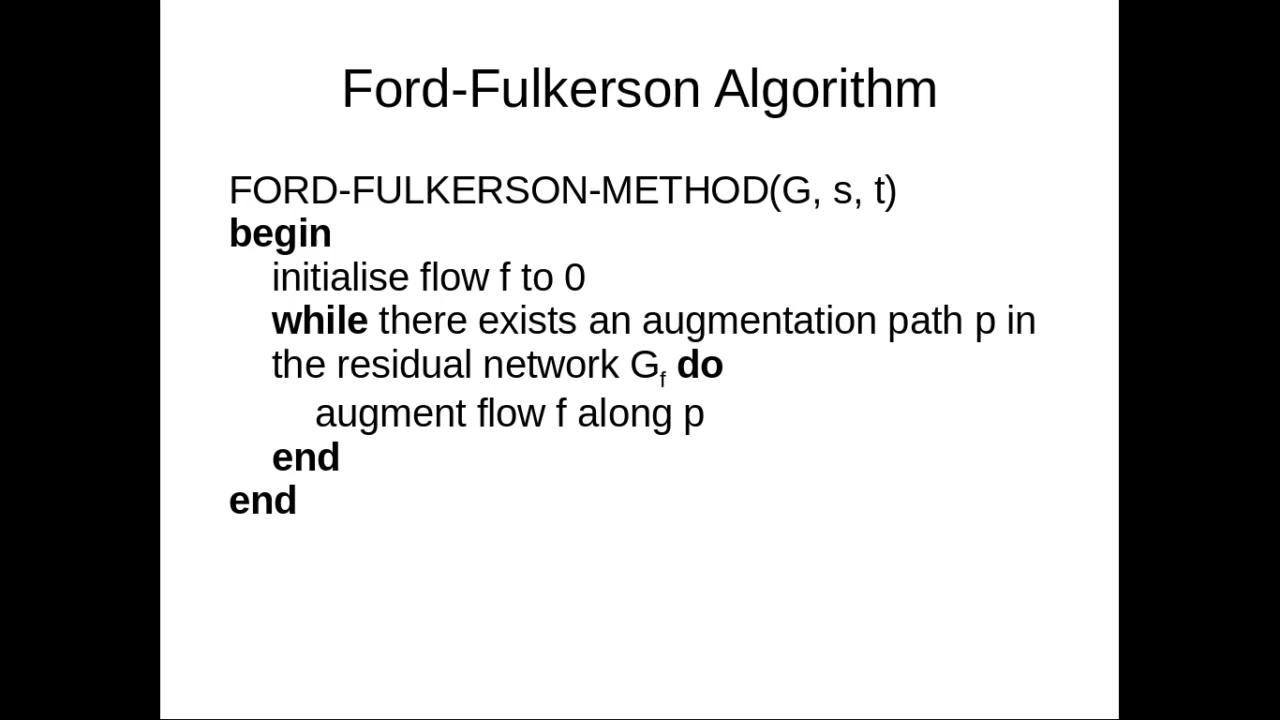 Ford-Fulkerson Algorithm
FORD-FULKERSON-METHOD(G, s, t)
begin
initialise flow f to 0
while there exists an augmentation path p in
the residual network Gf do
augment flow f along p
end
end